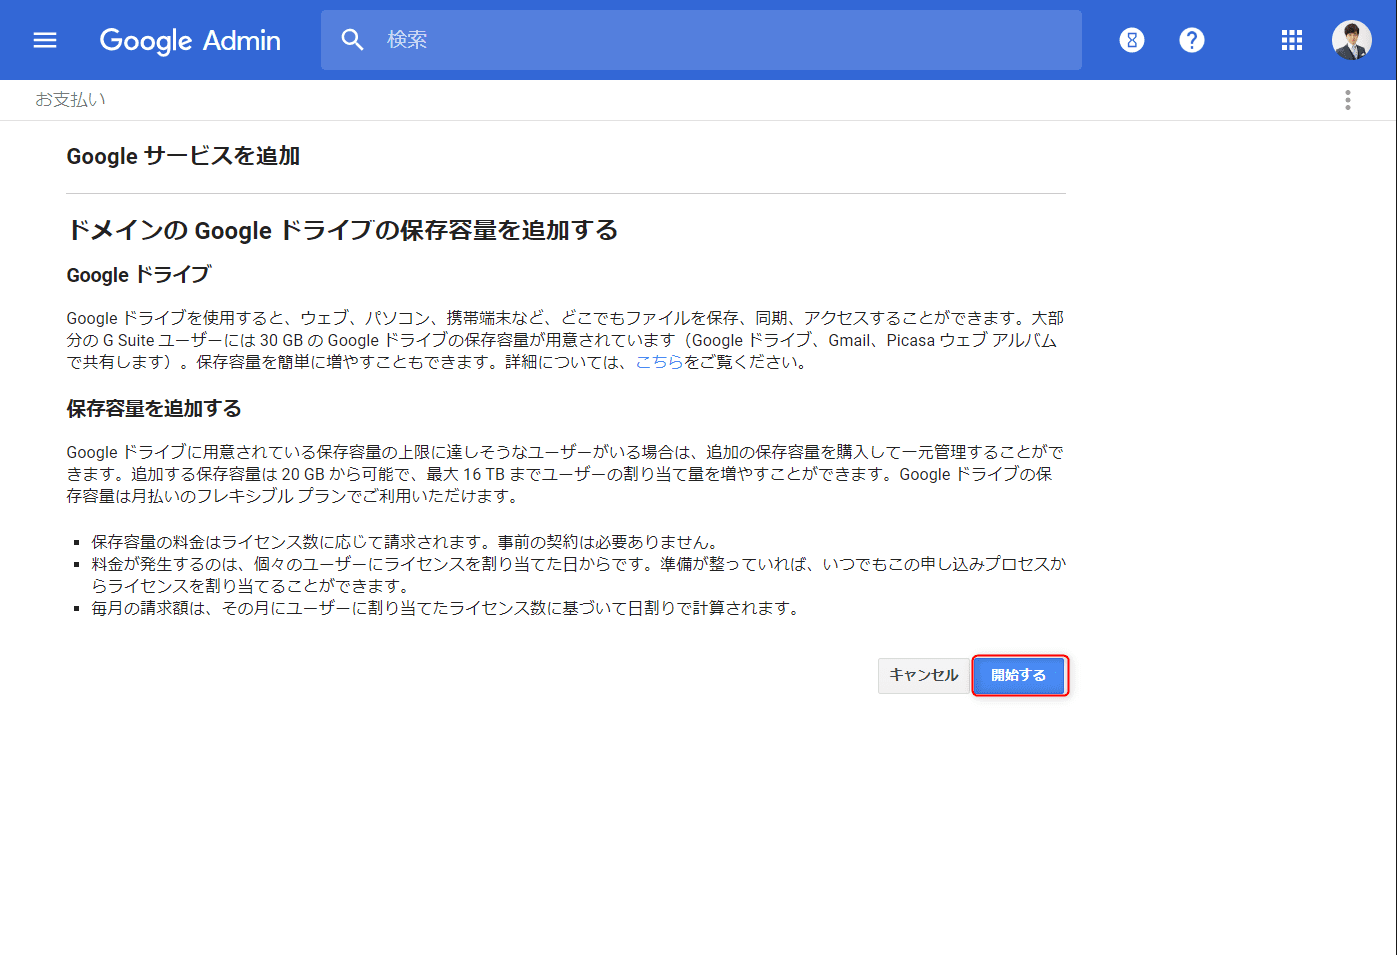 Google Admin
検索
お支払い
Google サービスを追加
ドメインの Google ドライブの保存容量を追加する
Google ドライブ
Google ドライブを使用すると、ウェブ、パソコン、携帯端末など、どこでもファイルを保存、同期、アクセスすることができます。大部
分の G Suite ユーザーには 30 GB の Google ドライブの保存容量が用意されています（Google ドライブ、Gmail、Picasa ウェブ アルバム
で共有します）。保存容量を簡単に増やすこともできます。詳細については、こちらをご覧ください。
保存容量を追加する
Google ドライブに用意されている保存容量の上限に達しそうなユーザーがいる場合は、追加の保存容量を購入して一元管理することがで
きます。追加する保存容量は 20 GB から可能で、最大 16 TB までユーザーの割り当て量を増やすことができます。Google ドライブの保
存容量は月払いのフレキシブル プランでご利用いただけます。
保存容量の料金はライセンス数に応じて請求されます。事前の契約は必要ありません。
料金が発生するのは、個々のユーザーにライセンスを割り当てた日からです。準備が整っていれば、いつでもこの申し込みプロセスか
らライセンスを割り当てることができます。
毎月の請求額は、その月にユーザーに割り当てたライセンス数に基づいて日割りで計算されます。
キャンセル
開始する